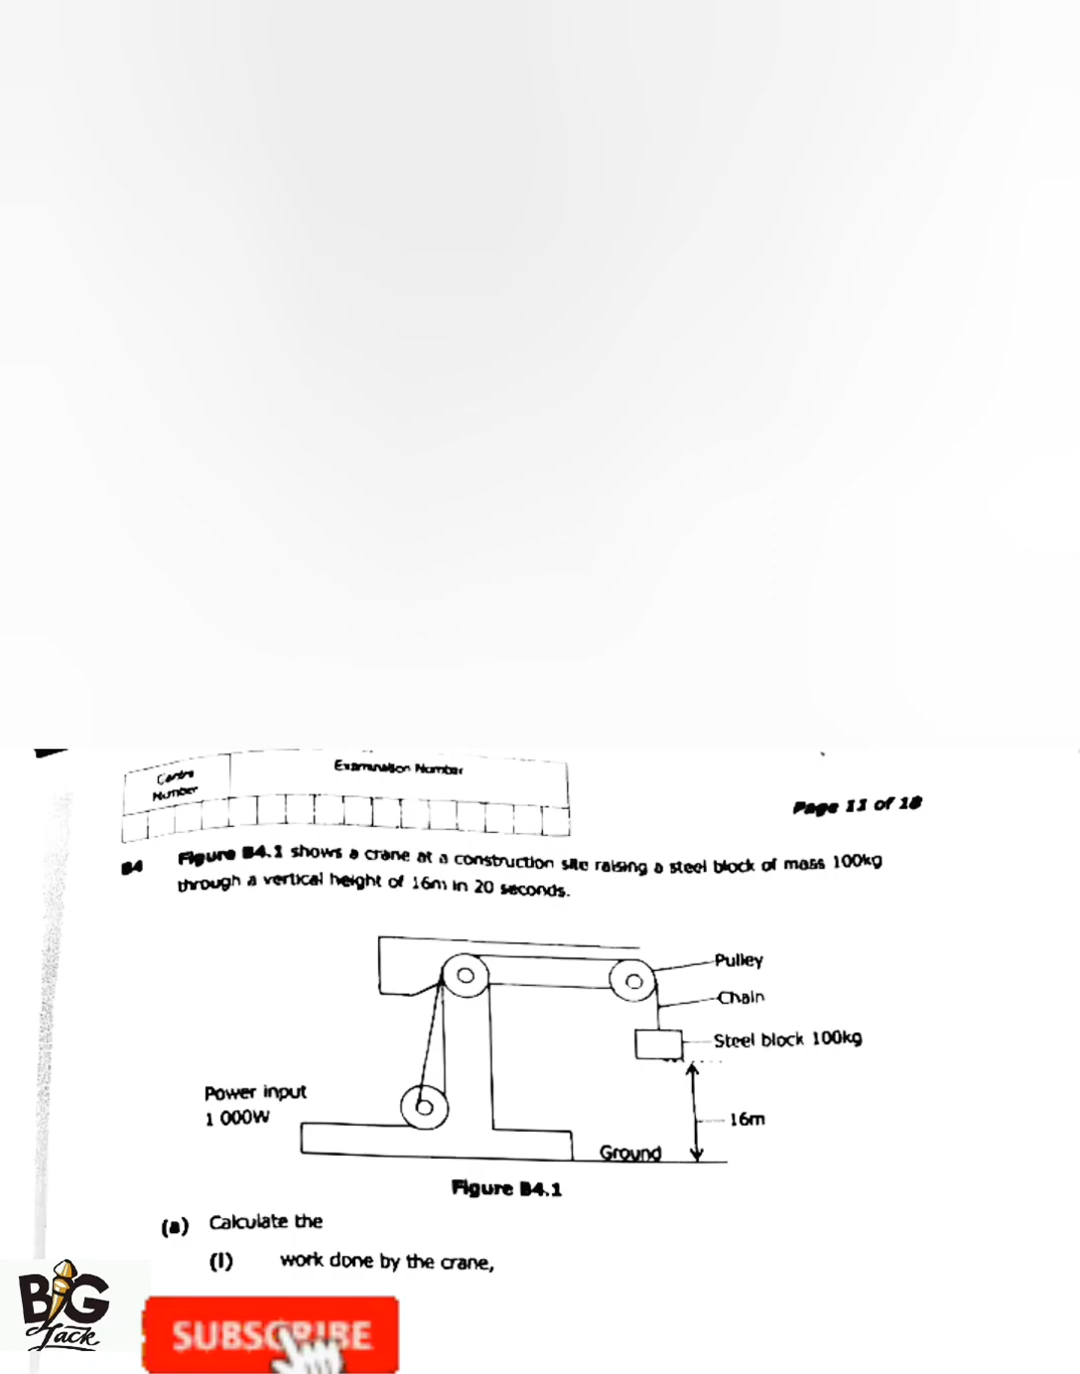 Centre
Number
Examination Number
Page 11 of 18
B4 Figure B4.1 shows a crane at a construction site raising a steel block of mass 100kg
through a vertical height of 16m in 20 seconds.
Pulley
Chain
Steel block 100kg
Power input
1 000W
16m
Ground
Figure B4.1
(a) Calculate the
(i) work done by the crane,
BIG
Jack
SUBSCRIBE